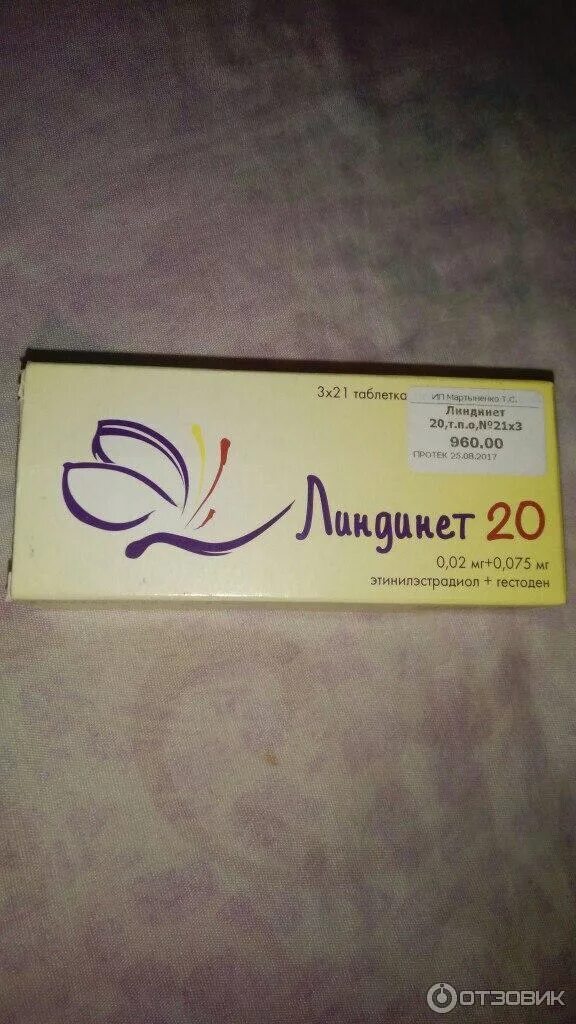 3x21 таблетка
ИП Мартыненко Т.С.
Линдинет
20,т.п.о,№21х3
960.00
ПРОТЕК 25.08.2017
Линдинет 20
0,02 мг+0,075 мг
этинилэстрадиол + гестоден
ОТЗОВИК